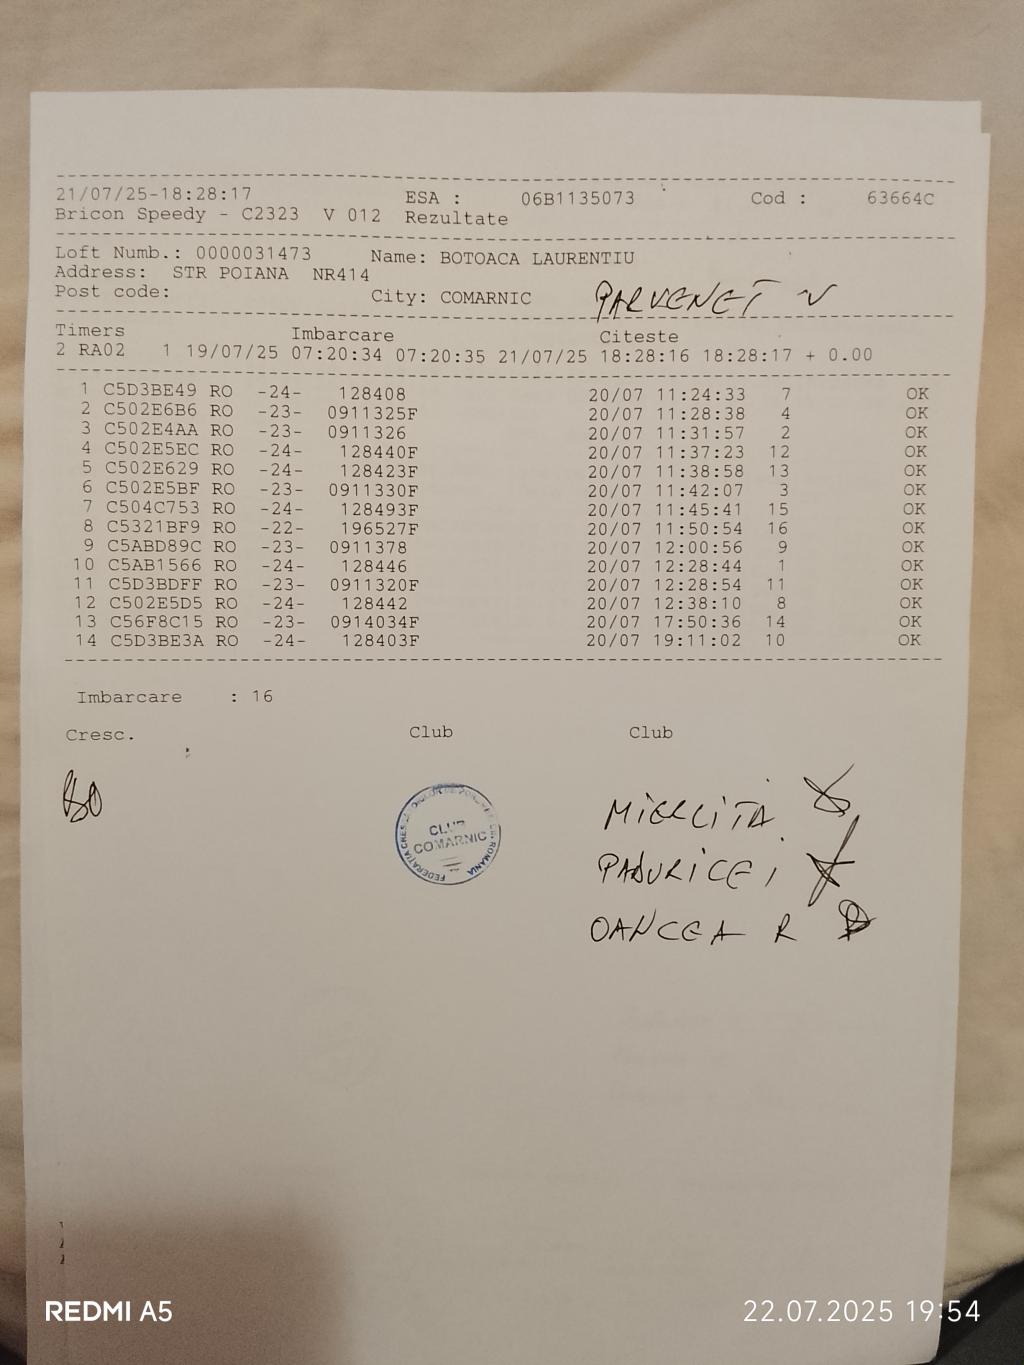 21/07/25-18:28:17 ESA : 06B1135073 Cod : 63664C
Bricon Speedy - C2323 V 012 Rezultate
Loft Numb.: 0000031473 Name: BOTOACA LAURENTIU
Address: STR POIANA NR414
Post code: City: COMARNIC PARVENET
Timers Imbarcare Citeste
2 RA02 1 19/07/25 07:20:34 07:20:35 21/07/25 18:28:16 18:28:17 + 0.00
1 C5D3BE49 RO -24- 128408 20/07 11:24:33 7 OK
2 C502E6B6 RO -23- 0911325F 20/07 11:28:38 4 OK
3 C502E4AA RO -23- 0911326 20/07 11:31:57 2 OK
4 C502E5EC RO -24- 128440F 20/07 11:37:23 12 OK
5 C502E629 RO -24- 128423F 20/07 11:38:58 13 OK
6 C502E5BF RO -23- 0911330F 20/07 11:42:07 3 OK
7 C504C753 RO -24- 128493F 20/07 11:45:41 15 OK
8 C5321BF9 RO -22- 196527F 20/07 11:50:54 16 OK
9 C5ABD89C RO -23- 0911378 20/07 12:00:56 9 OK
10 C5AB1566 RO -24- 128446 20/07 12:28:44 1 OK
11 C5D3BDFF RO -23- 0911320F 20/07 12:28:54 11 OK
12 C502E5D5 RO -24- 128442 20/07 12:38:10 8 OK
13 C56F8C15 RO -23- 0914034F 20/07 17:50:36 14 OK
14 C5D3BE3A RO -24- 128403F 20/07 19:11:02 10 OK
Imbarcare : 16
Cresc. Club Club
CLUB
COMARNIC
FEDERATIA ROMANIA
MIERLITA
PADURICE I
OANCEA R
REDMI A5 22.07.2025 19:54